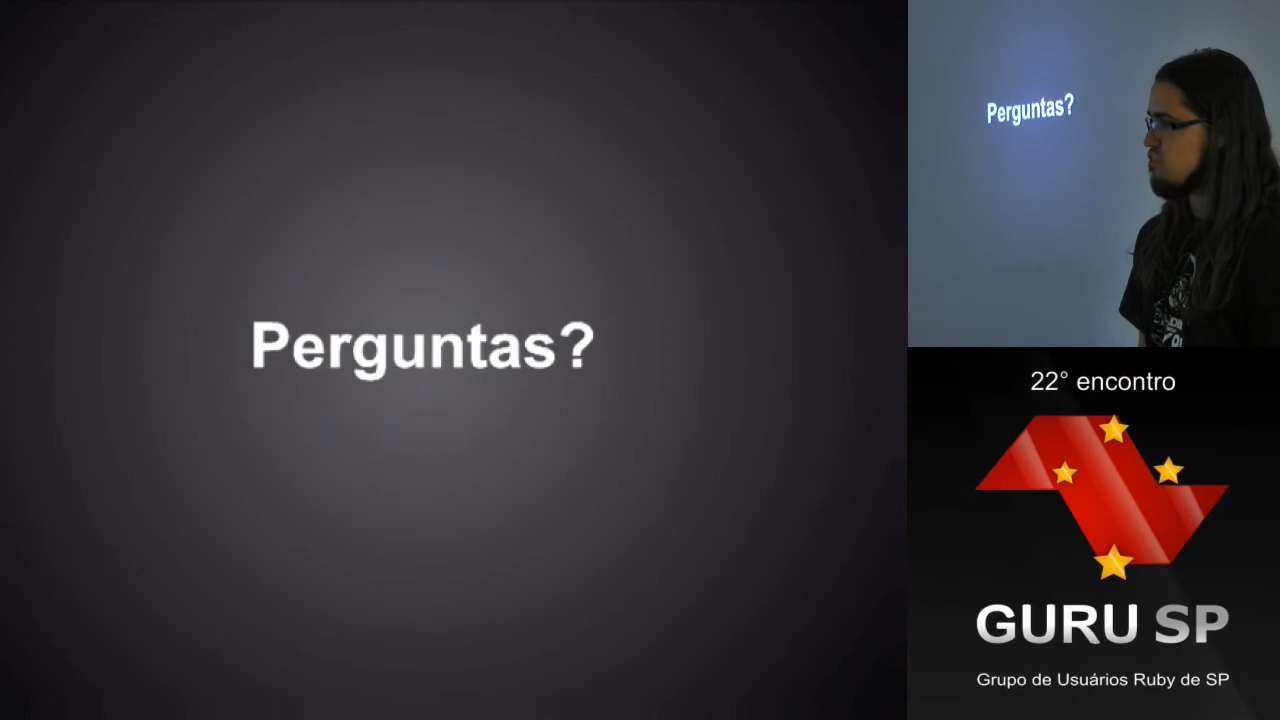 Perguntas?
Perguntas?
22° encontro
GURU SP
Grupo de Usuários Ruby de SP